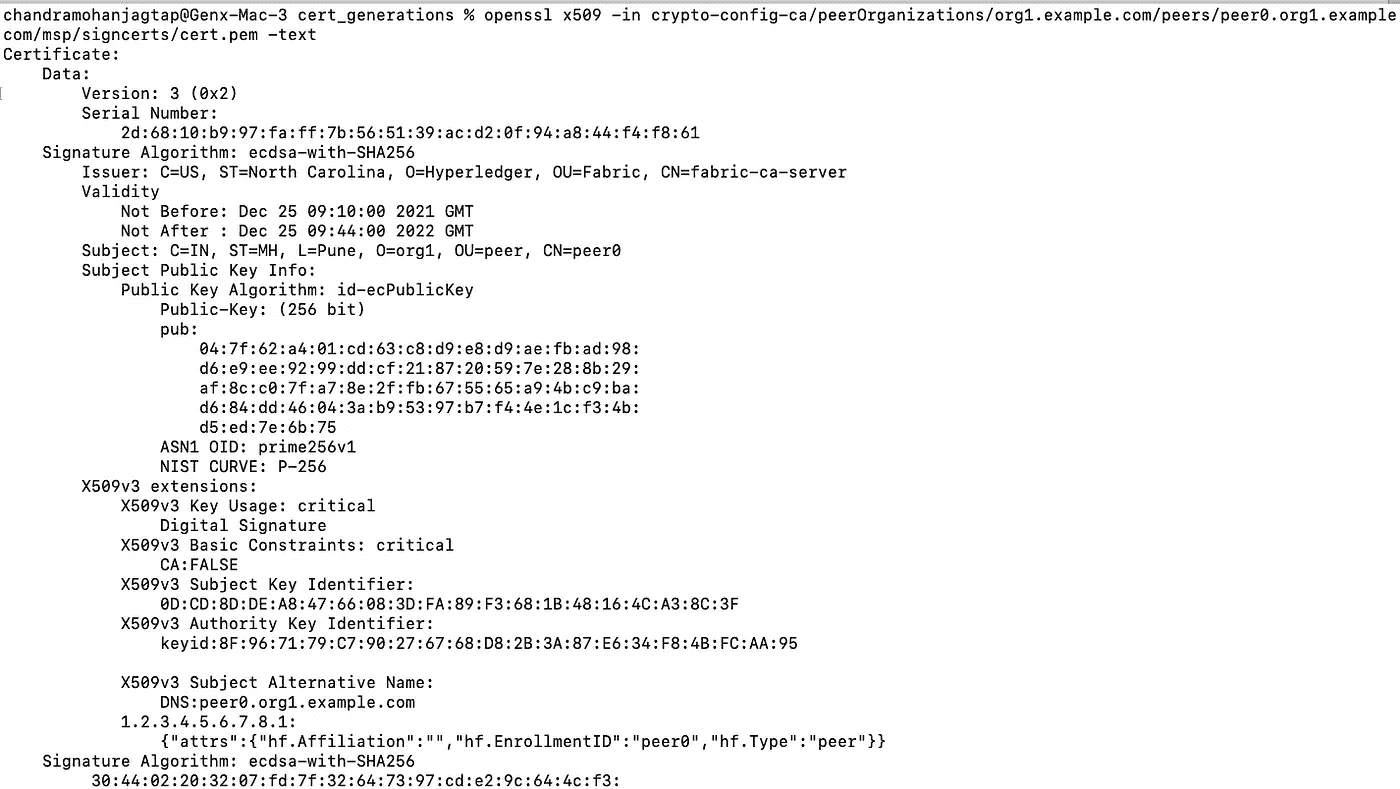 chandramohanjagtap@Genx-Mac-3 cert_generations % openssl x509 -in crypto-config-ca/peerOrganizations/org1.example.com/peers/peer0.org1.example
com/msp/signcerts/cert.pem -text
Certificate:
    Data:
        Version: 3 (0x2)
        Serial Number:
            2d:68:10:b9:97:fa:ff:7b:56:51:39:ac:d2:0f:94:a8:44:f4:f8:61
    Signature Algorithm: ecdsa-with-SHA256
        Issuer: C=US, ST=North Carolina, O=Hyperledger, OU=Fabric, CN=fabric-ca-server
        Validity
            Not Before: Dec 25 09:10:00 2021 GMT
            Not After : Dec 25 09:44:00 2022 GMT
        Subject: C=IN, ST=MH, L=Pune, O=org1, OU=peer, CN=peer0
        Subject Public Key Info:
            Public Key Algorithm: id-ecPublicKey
                Public-Key: (256 bit)
                pub:
                    04:7f:62:a4:01:cd:63:c8:d9:e8:d9:ae:fb:ad:98:
                    d6:e9:ee:92:99:dd:cf:21:87:20:59:7e:28:8b:29:
                    af:8c:c0:7f:a7:8e:2f:fb:67:55:65:a9:4b:c9:ba:
                    d6:84:dd:46:04:3a:b9:53:97:b7:f4:4e:1c:f3:4b:
                    d5:ed:7e:6b:75
                ASN1 OID: prime256v1
                NIST CURVE: P-256
        X509v3 extensions:
            X509v3 Key Usage: critical
                Digital Signature
            X509v3 Basic Constraints: critical
                CA:FALSE
            X509v3 Subject Key Identifier:
                0D:CD:8D:DE:A8:47:66:08:3D:FA:89:F3:68:1B:48:16:4C:A3:8C:3F
            X509v3 Authority Key Identifier:
                keyid:8F:96:71:79:C7:90:27:67:68:D8:2B:3A:87:E6:34:F8:4B:FC:AA:95
            X509v3 Subject Alternative Name:
                DNS:peer0.org1.example.com
            1.2.3.4.5.6.7.8.1:
                {"attrs":{"hf.Affiliation":"","hf.EnrollmentID":"peer0","hf.Type":"peer"}}
    Signature Algorithm: ecdsa-with-SHA256
         30:44:02:20:32:07:fd:7f:32:64:73:97:cd:e2:9c:64:4c:f3: